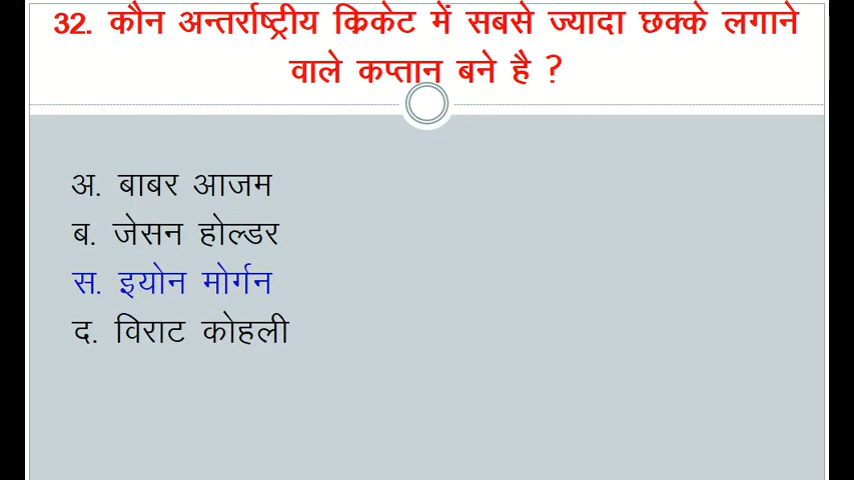 32. कौन अन्तर्राष्ट्रीय क्रिकेट में सबसे ज्यादा छक्के लगाने
वाले कप्तान बने है ?
अ. बाबर आजम
ब. जेसन होल्डर
स. इयोन मोर्गन
द. विराट कोहली